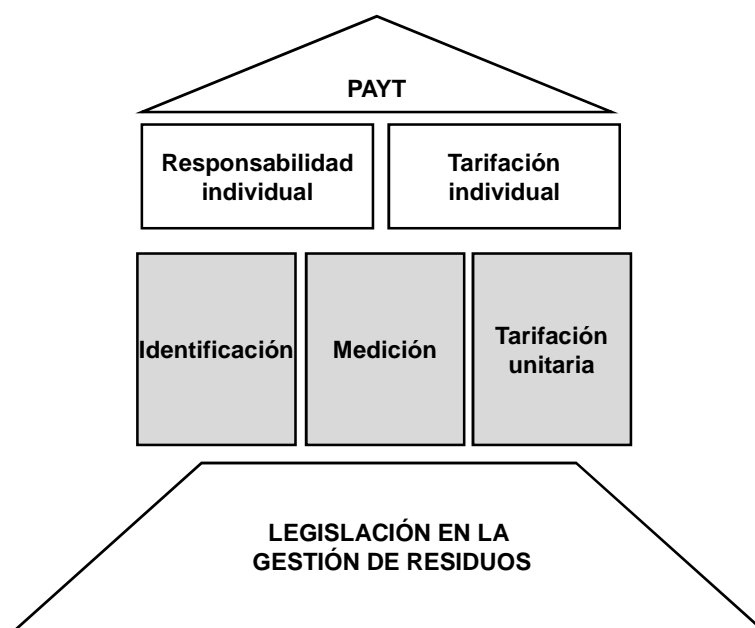 PAYT
Responsabilidad
individual
Tarifación
individual
Identificación
Medición
Tarifación
unitaria
LEGISLACIÓN EN LA
GESTIÓN DE RESIDUOS